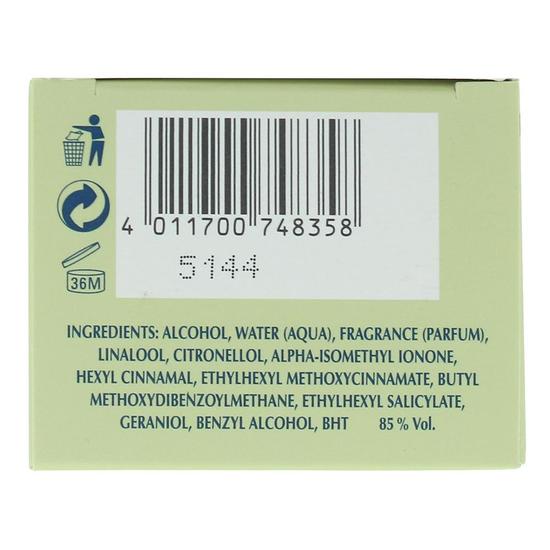 4 011700 748358
5144
36M
INGREDIENTS: ALCOHOL, WATER (AQUA), FRAGRANCE (PARFUM),
LINALOOL, CITRONELLOL, ALPHA-ISOMETHYL IONONE,
HEXYL CINNAMAL, ETHYLHEXYL METHOXYCINNAMATE, BUTYL
METHOXYDIBENZOYLMETHANE, ETHYLHEXYL SALICYLATE,
GERANIOL, BENZYL ALCOHOL, BHT 85 % Vol.